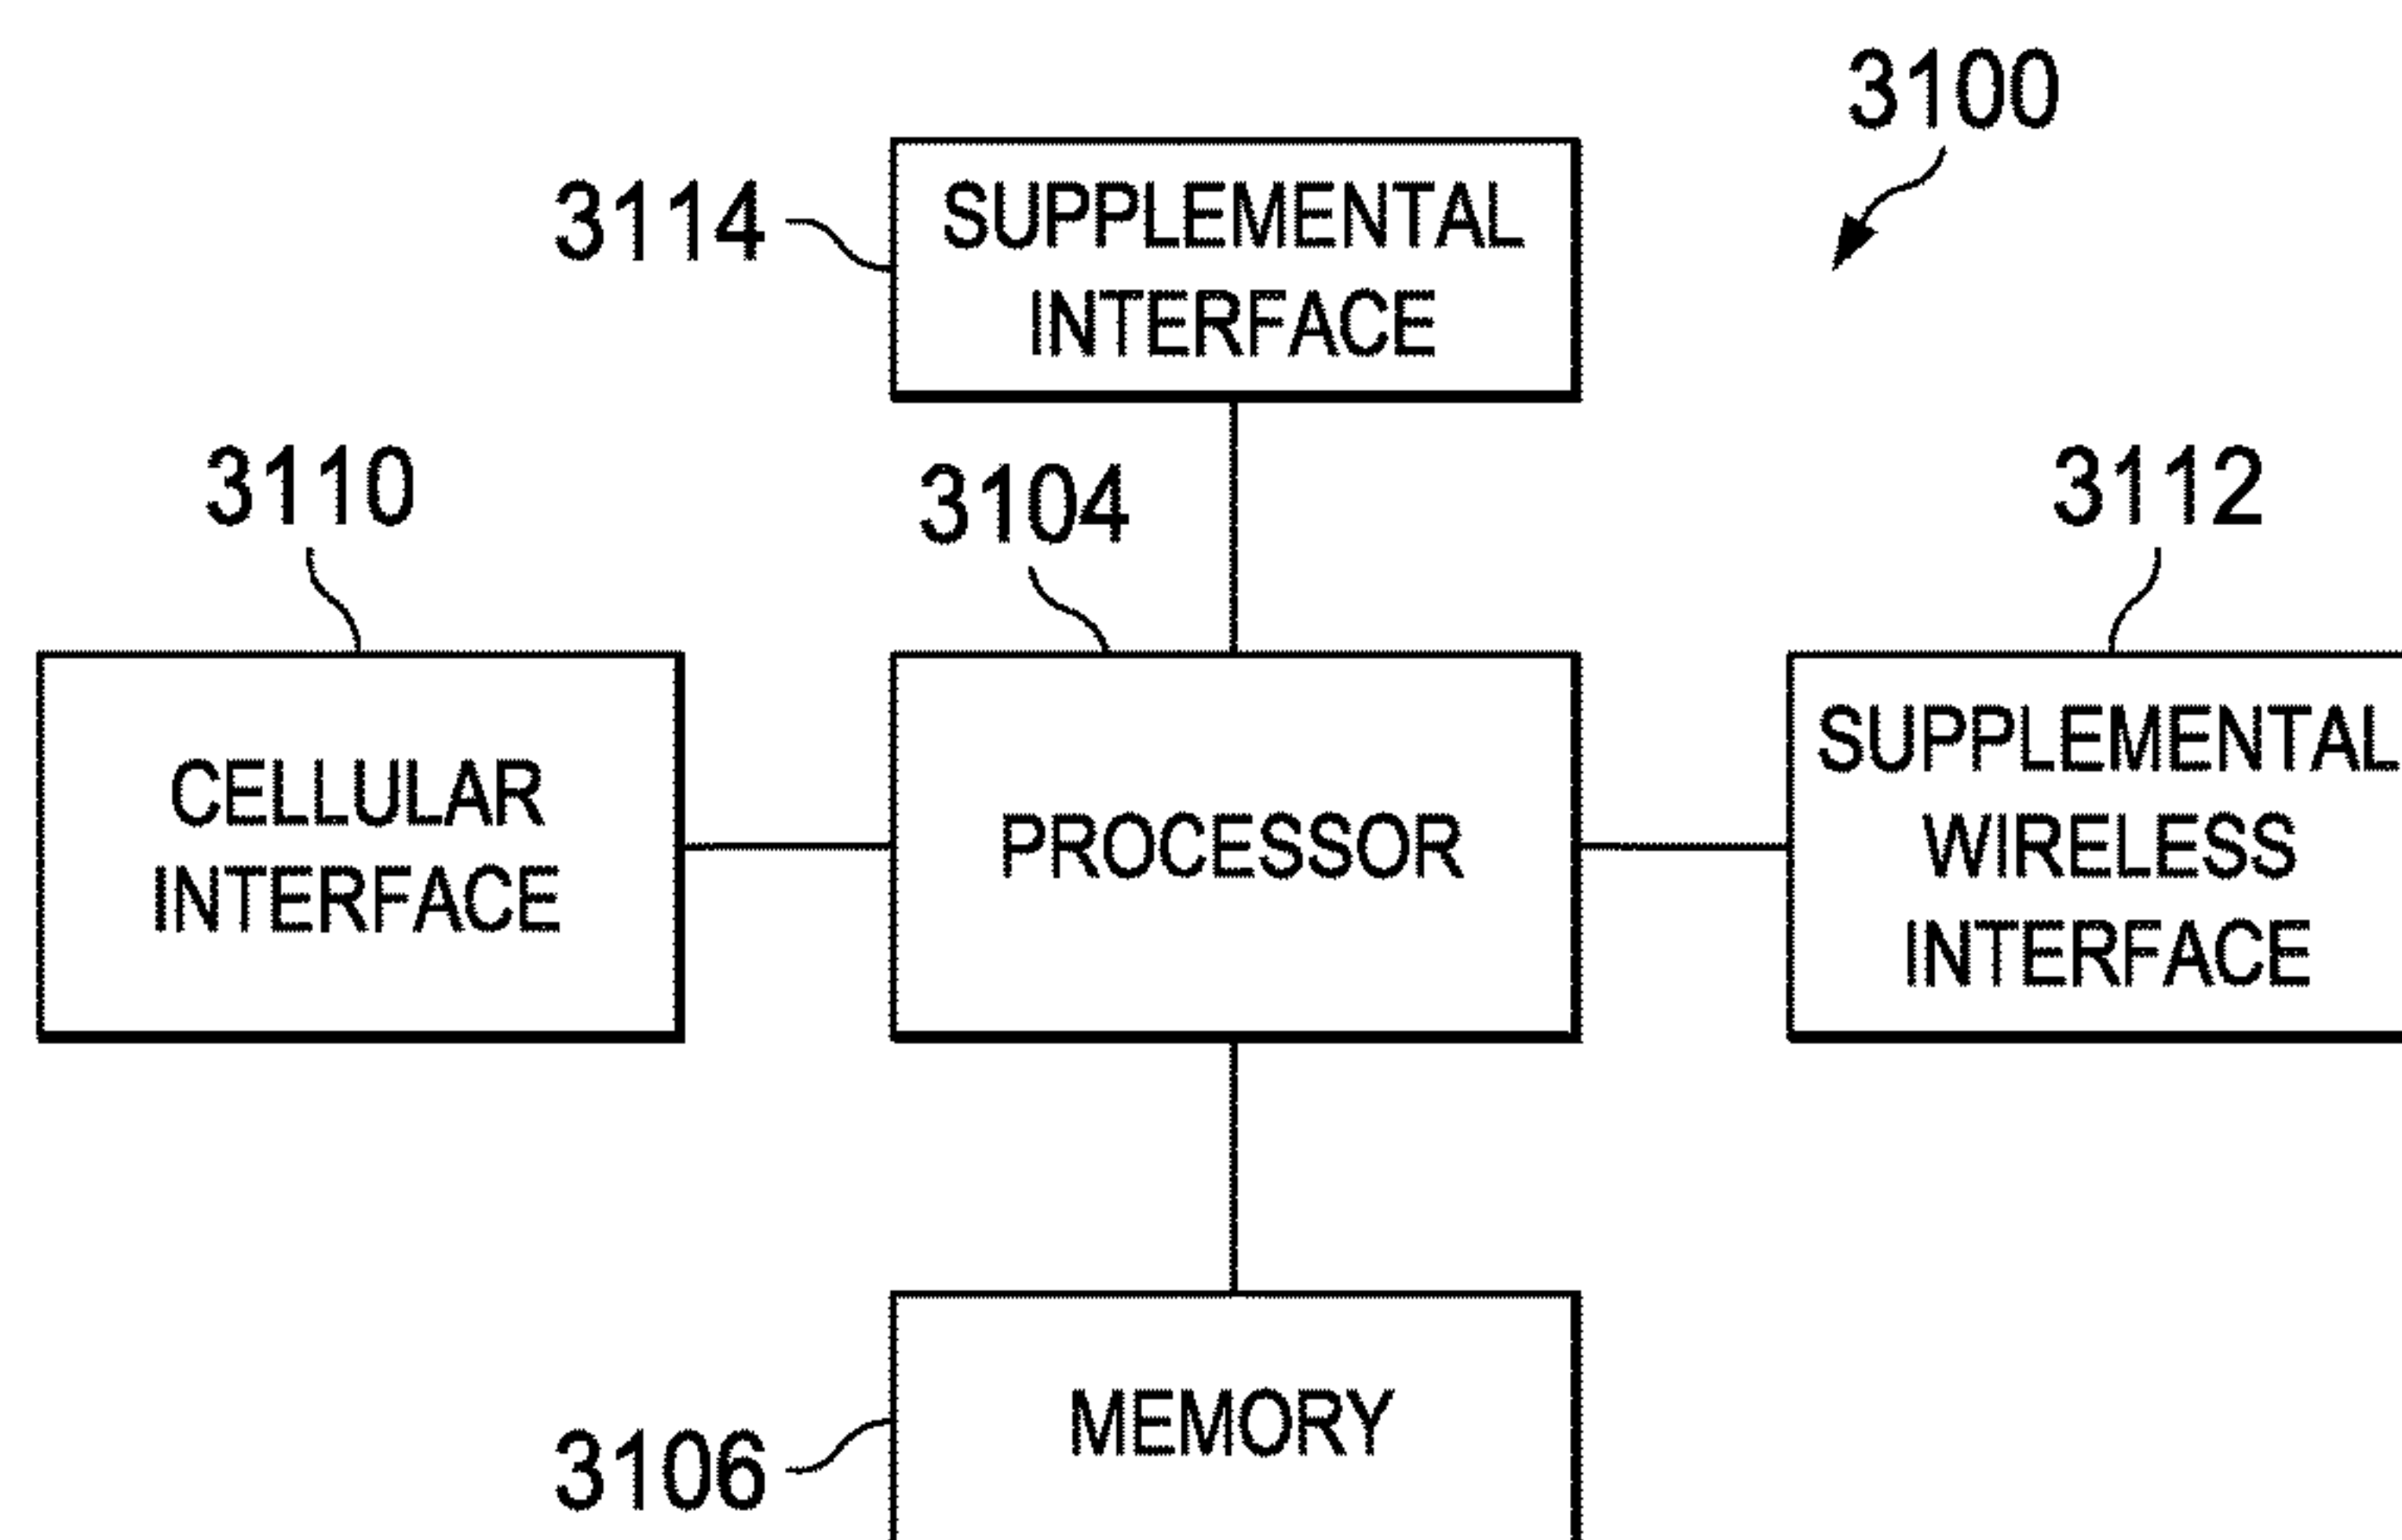 3100
3114
SUPPLEMENTAL
INTERFACE
3110
3104
3112
CELLULAR
INTERFACE
PROCESSOR
SUPPLEMENTAL
WIRELESS
INTERFACE
3106
MEMORY